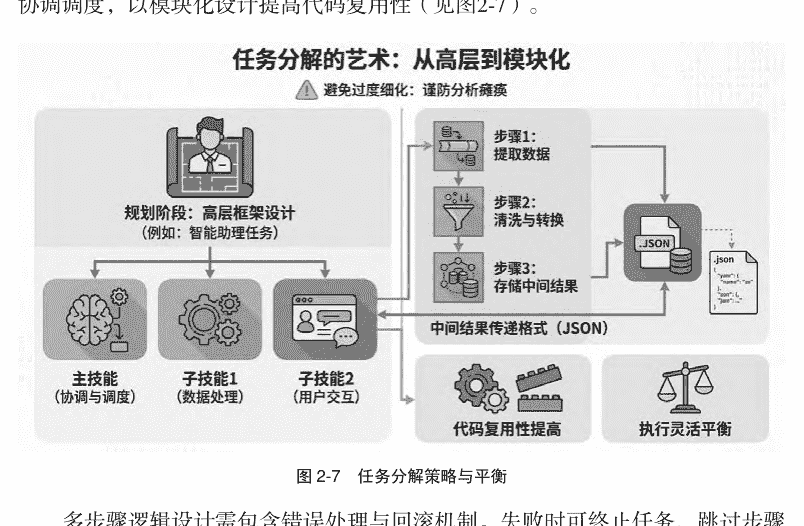 协调调度，以模块化设计提高代码复用性（见图2-7）。
任务分解的艺术：从高层到模块化
避免过度细化：谨防分析瘫痪
规划阶段：高层框架设计
（例如：智能助理任务）
主技能
（协调与调度）
子技能1
（数据处理）
子技能2
（用户交互）
步骤1：
提取数据
步骤2：
清洗与转换
步骤3：
存储中间结果
.JSON
.json
中间结果传递格式（JSON）
代码复用性提高
执行灵活平衡
图 2-7 任务分解策略与平衡
多步骤逻辑设计需包含错误处理与回滚机制。失败时可终止任务、跳过步骤